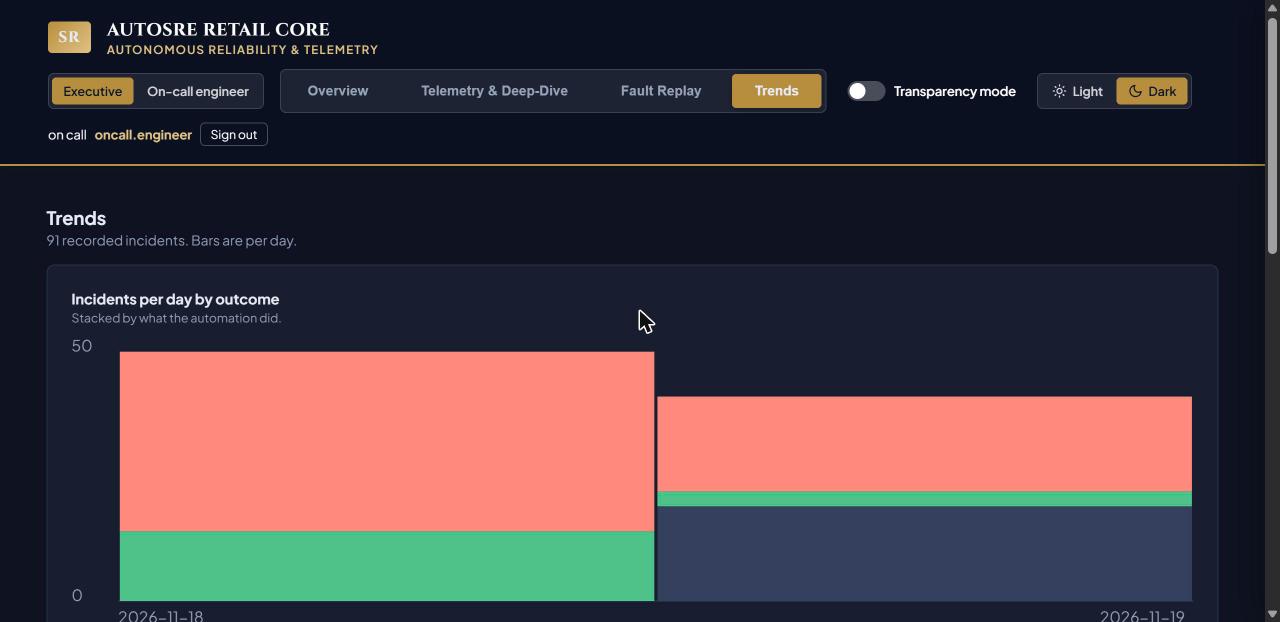 SR
AUTOSRE RETAIL CORE
AUTONOMOUS RELIABILITY & TELEMETRY
Executive On-call engineer Overview Telemetry & Deep-Dive Fault Replay Trends Transparency mode Light Dark
on call oncall.engineer Sign out
Trends
91 recorded incidents. Bars are per day.
Incidents per day by outcome
Stacked by what the automation did.
50
0
2026-11-18 2026-11-19